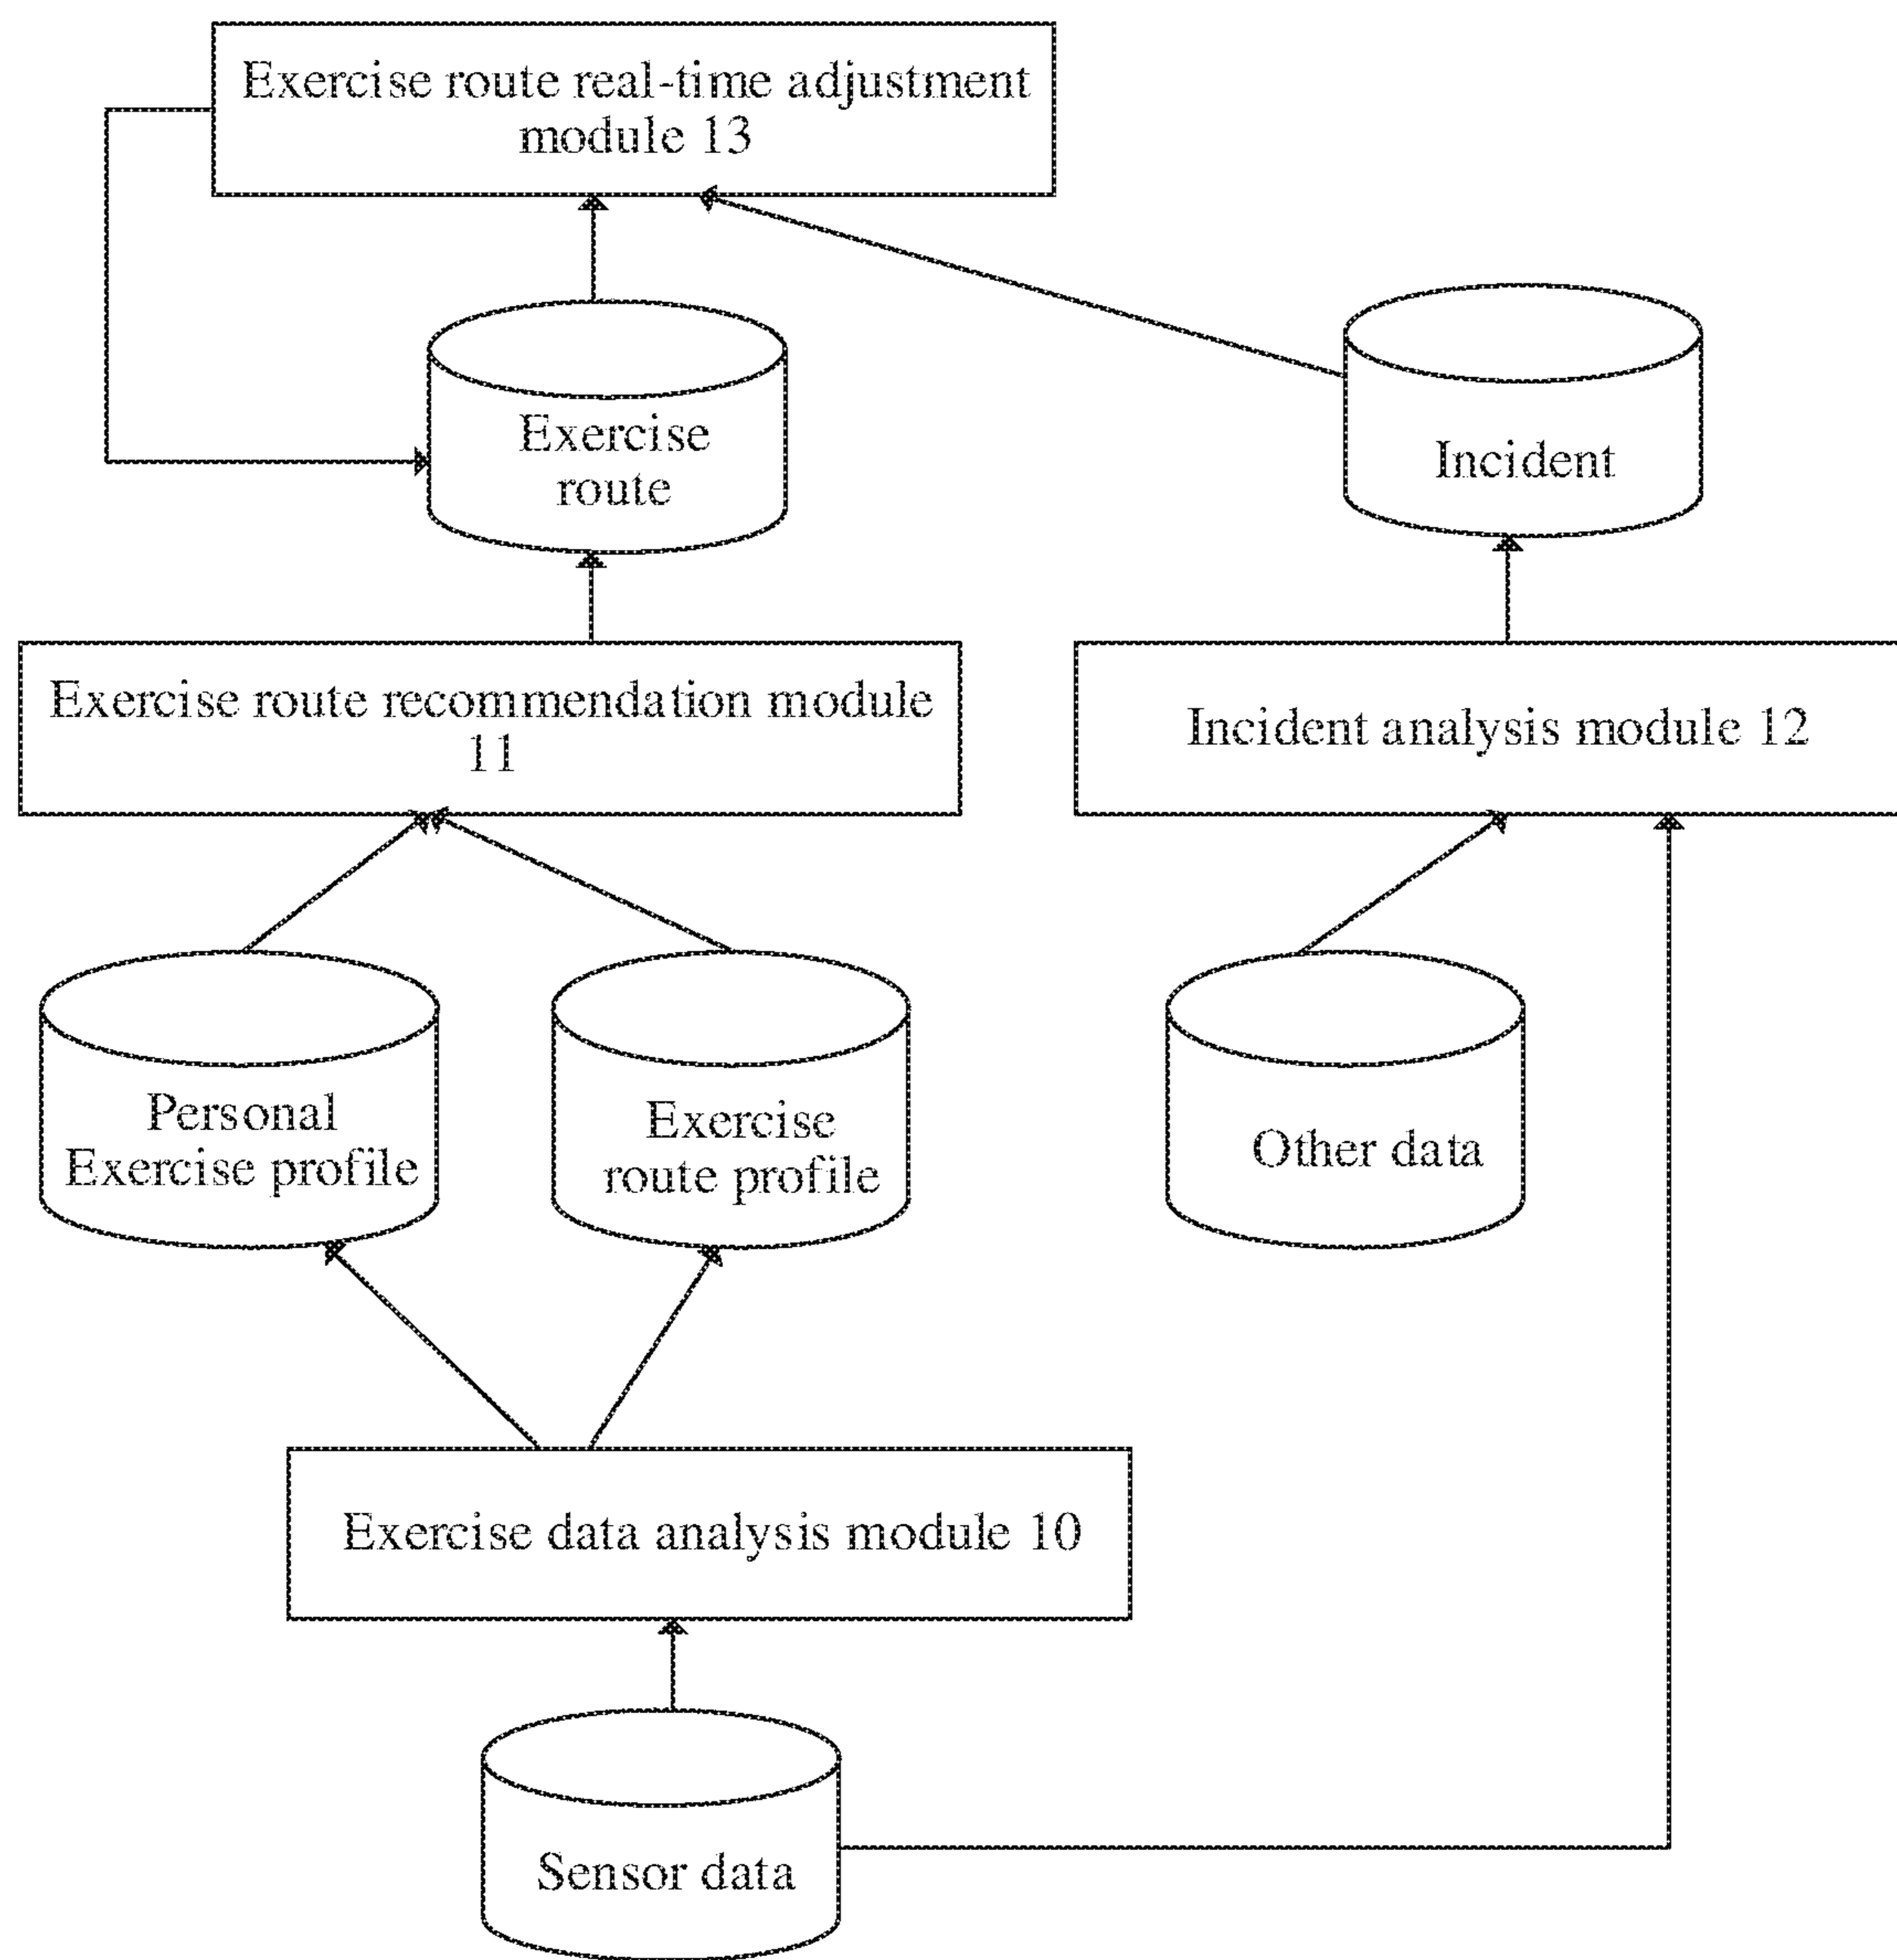 Exercise route real-time adjustment
module 13
Exercise
route
Incident
Exercise route recommendation module
11
Incident analysis module 12
Personal
Exercise profile
Exercise
route profile
Other data
Exercise data analysis module 10
Sensor data